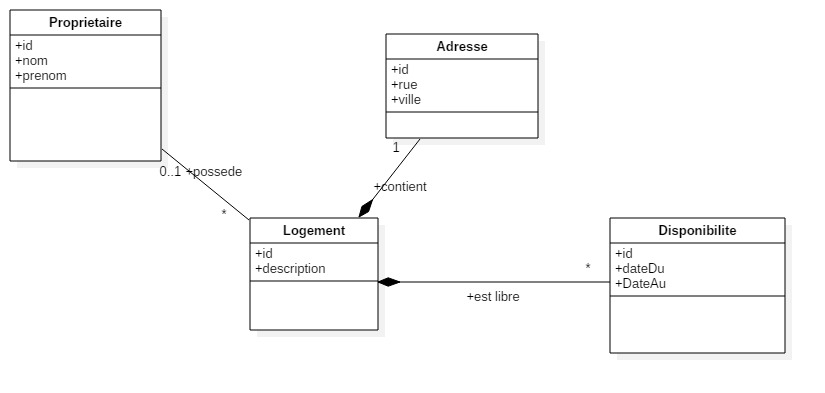 Proprietaire
+id
+nom
+prenom
Adresse
+id
+rue
+ville
1
0..1 +possede
+contient
*
Logement
+id
+description
Disponibilite
+id
+dateDu
+DateAu
*
+est libre